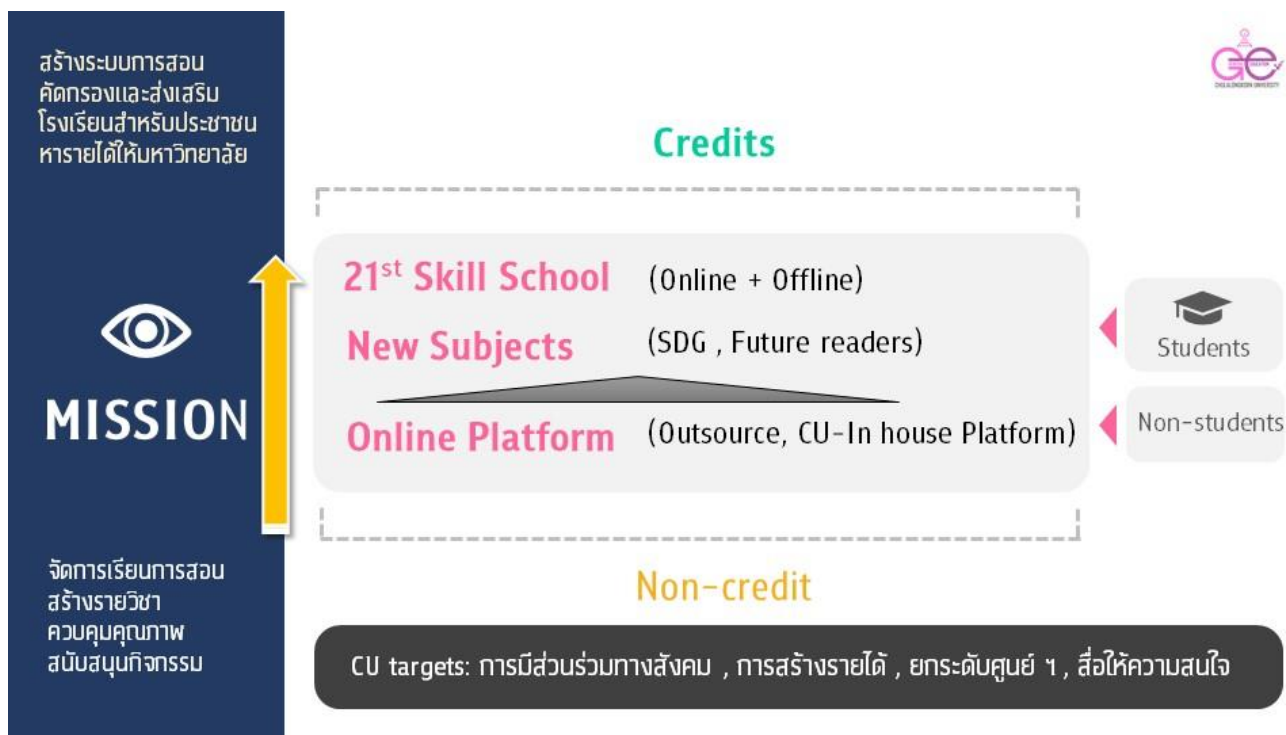 สร้างระบบการสอน
คัดกรองและส่งเสริม
โรงเรียนสำหรับประชาชน
หารายได้ให้มหาวิทยาลัย
MISSION
จัดการเรียนการสอน
สร้างรายวิชา
ควบคุมคุณภาพ
สนับสนุนกิจกรรม
GE
CHULALONGKORN UNIVERSITY
Credits
21st Skill School (Online + Offline)
New Subjects (SDG , Future readers)
Online Platform (Outsource, CU-In house Platform)
Students
Non-students
Non-credit
CU targets: การมีส่วนร่วมทางสังคม , การสร้างรายได้ , ยกระดับศูนย์ ฯ , สื่อให้ความสนใจ